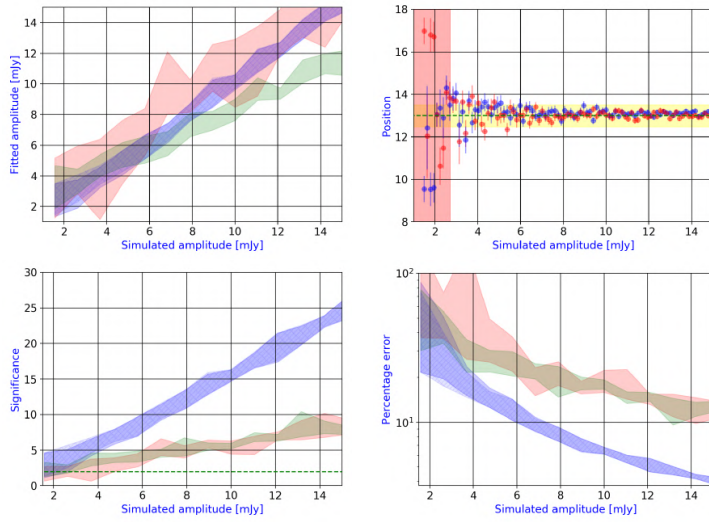 14
12
10
8
6
4
2
Fitted amplitude [mJy]
2 4 6 8 10 12 14
Simulated amplitude [mJy]
18
16
14
12
10
8
Position
2 4 6 8 10 12 14
Simulated amplitude [mJy]
30
25
20
15
10
5
0
Significance
2 4 6 8 10 12 14
Simulated amplitude [mJy]
10²
10¹
Percentage error
2 4 6 8 10 12 14
Simulated amplitude [mJy]